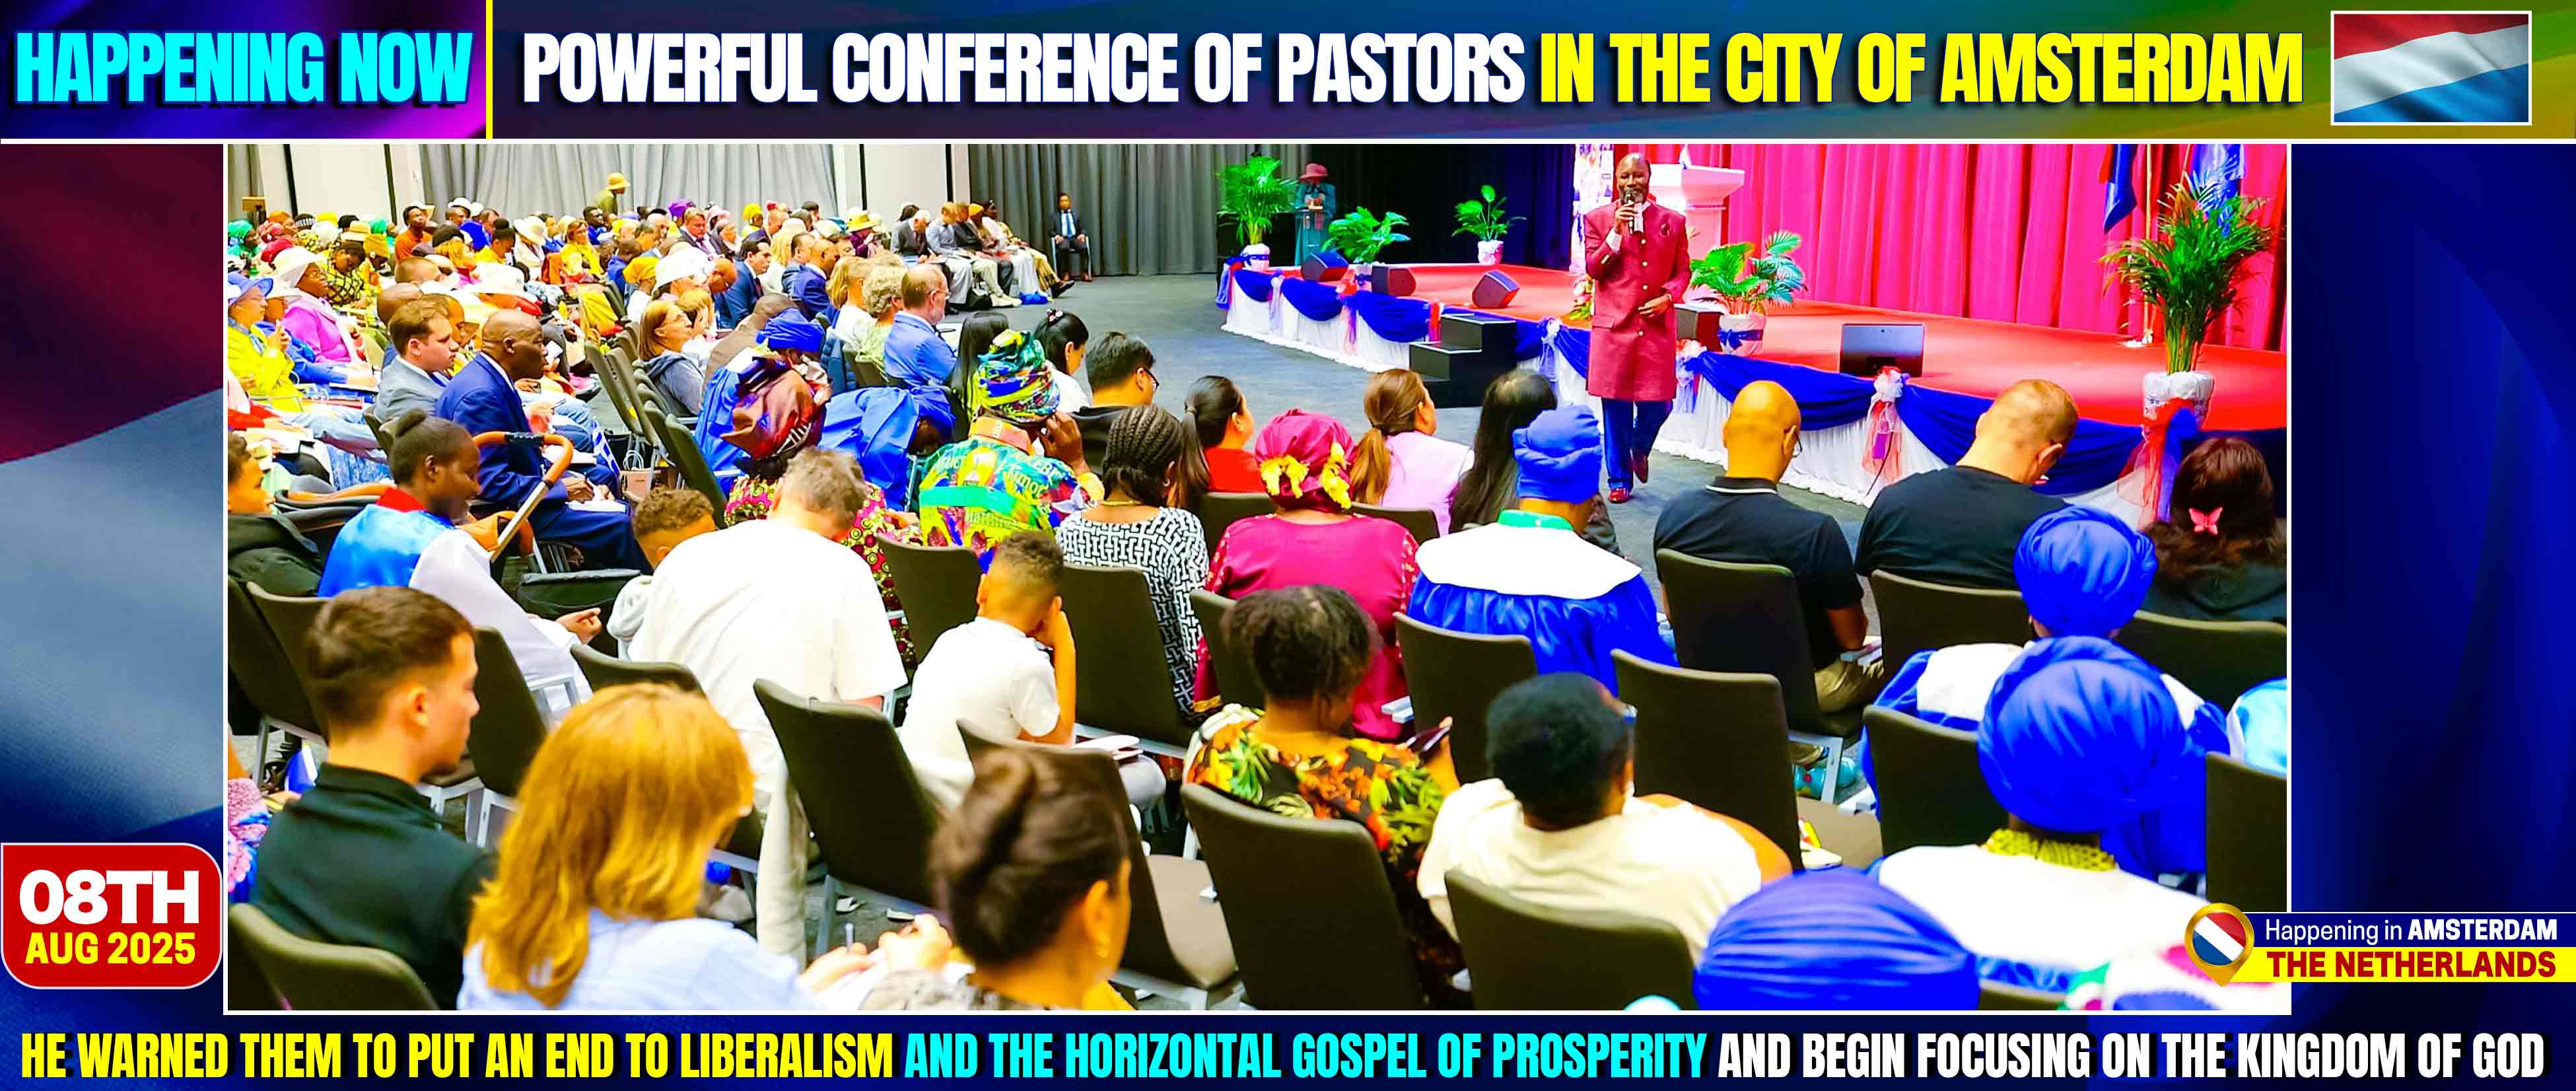 HAPPENING NOW
POWERFUL CONFERENCE OF PASTORS IN THE CITY OF AMSTERDAM
08TH
AUG 2025
Happening in AMSTERDAM
THE NETHERLANDS
HE WARNED THEM TO PUT AN END TO LIBERALISM AND THE HORIZONTAL GOSPEL OF PROSPERITY AND BEGIN FOCUSING ON THE KINGDOM OF GOD